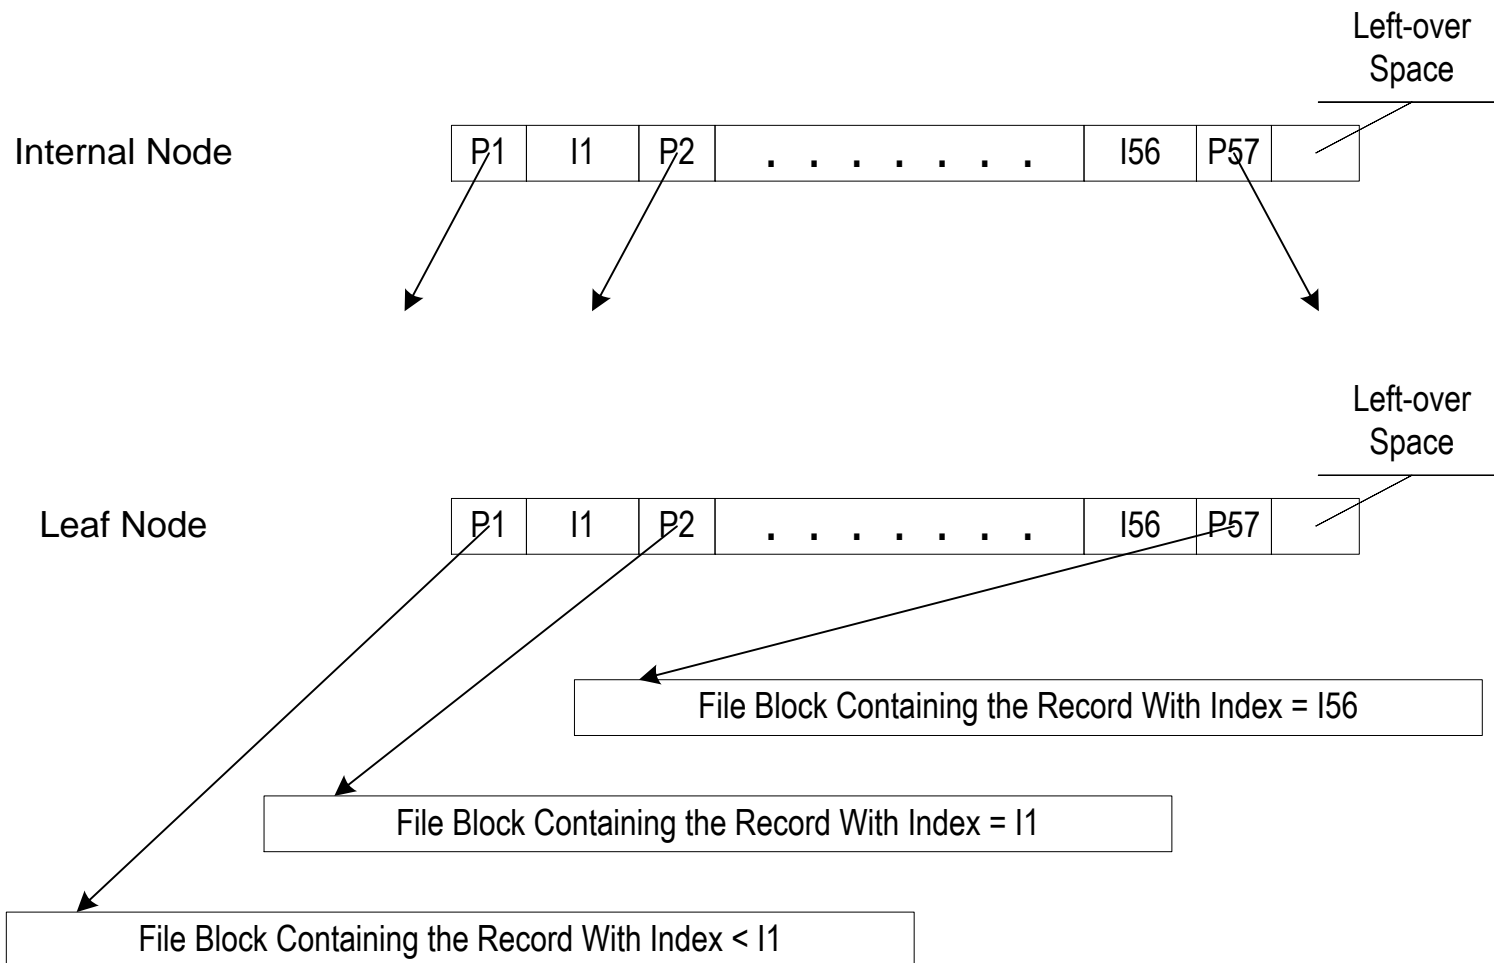 Left-over
Space
Internal Node
P1 I1 P2 . . . . . . . I56 P57
Left-over
Space
Leaf Node
P1 I1 P2 . . . . . . . I56 P57
File Block Containing the Record With Index = I56
File Block Containing the Record With Index = I1
File Block Containing the Record With Index < I1